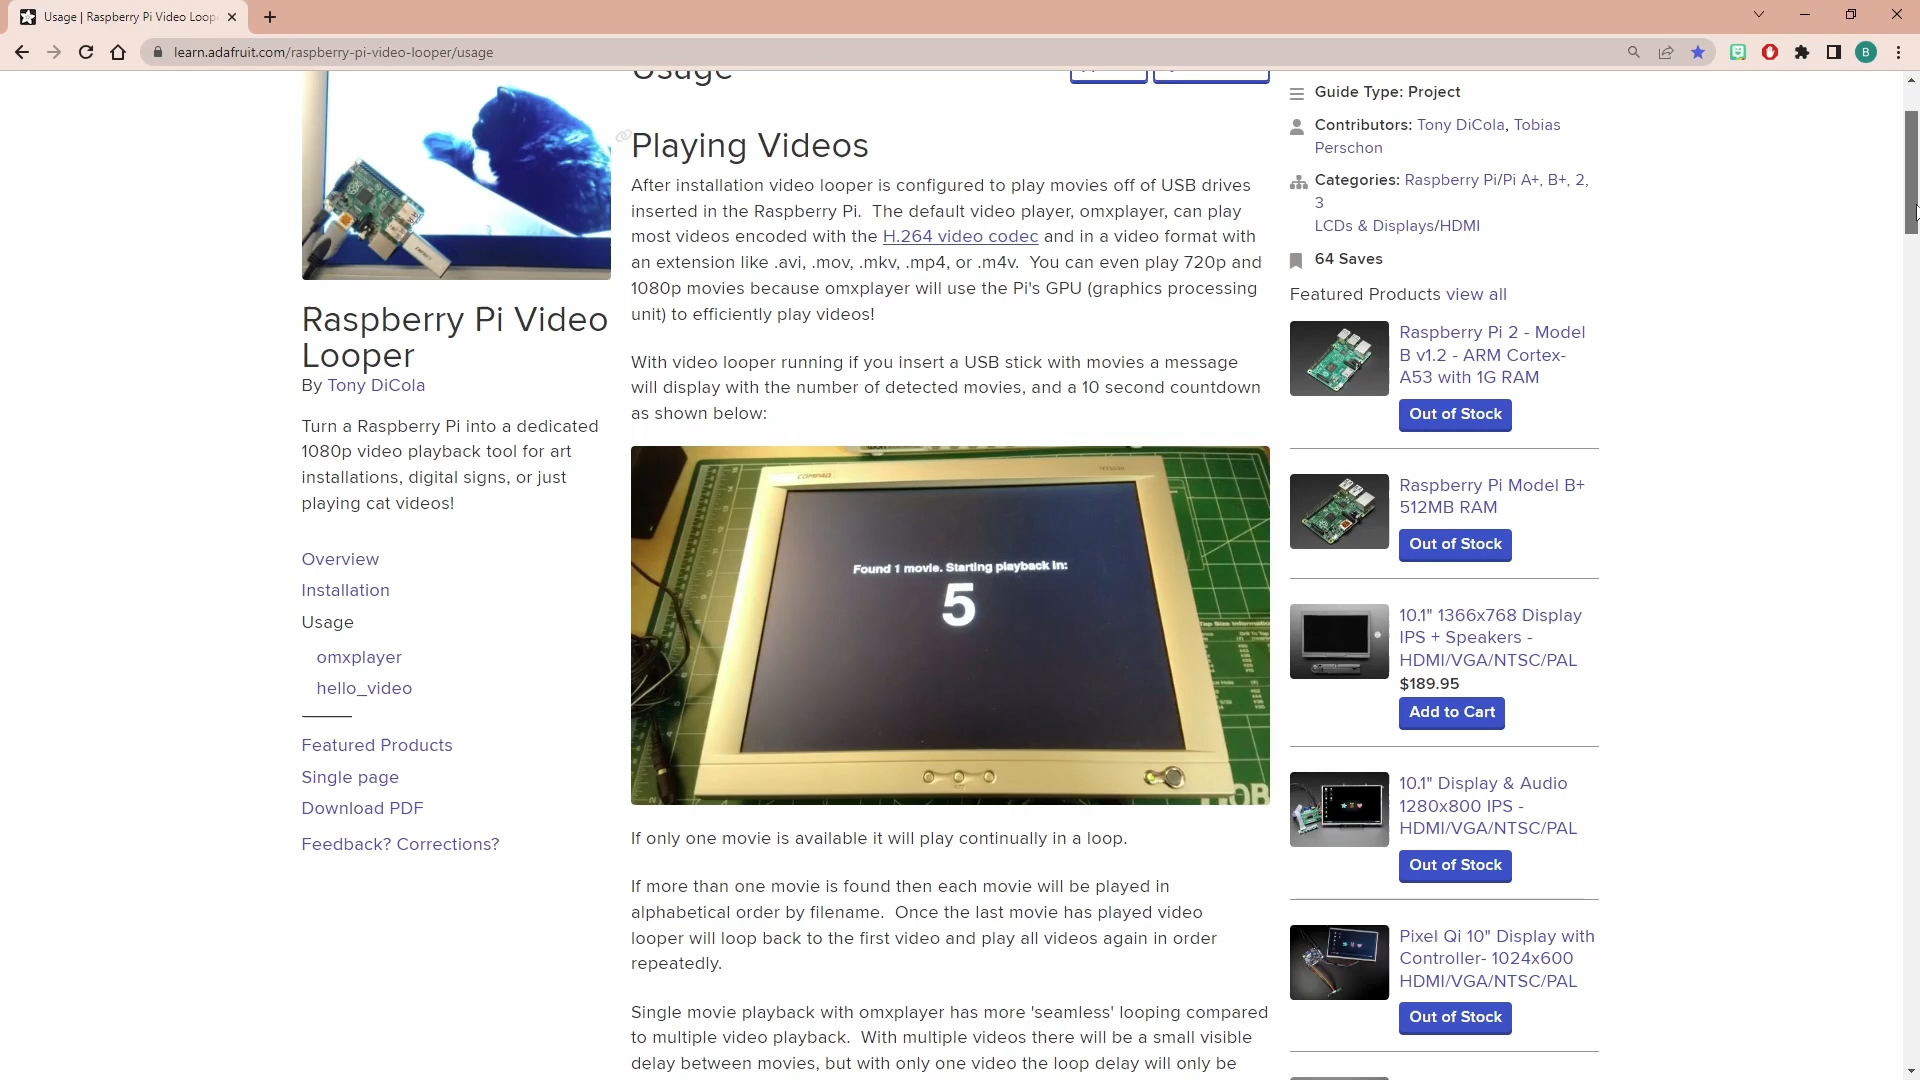 Usage | Raspberry Pi Video Loop
learn.adafruit.com/raspberry-pi-video-looper/usage
B
Usage
Raspberry Pi Video
Looper
By Tony DiCola
Turn a Raspberry Pi into a dedicated
1080p video playback tool for art
installations, digital signs, or just
playing cat videos!
Overview
Installation
Usage
omxplayer
hello_video
Featured Products
Single page
Download PDF
Feedback? Corrections?
Playing Videos
After installation video looper is configured to play movies off of USB drives
inserted in the Raspberry Pi.  The default video player, omxplayer, can play
most videos encoded with the H.264 video codec and in a video format with
an extension like .avi, .mov, .mkv, .mp4, or .m4v.  You can even play 720p and
1080p movies because omxplayer will use the Pi's GPU (graphics processing
unit) to efficiently play videos!
With video looper running if you insert a USB stick with movies a message
will display with the number of detected movies, and a 10 second countdown
as shown below:
COMPAQ
Found 1 movie. Starting playback in:
5
If only one movie is available it will play continually in a loop.
If more than one movie is found then each movie will be played in
alphabetical order by filename.  Once the last movie has played video
looper will loop back to the first video and play all videos again in order
repeatedly.
Single movie playback with omxplayer has more 'seamless' looping compared
to multiple video playback.  With multiple videos there will be a small visible
delay between movies, but with only one video the loop delay will only be
Guide Type: Project
Contributors: Tony DiCola, Tobias
Perschon
Categories: Raspberry Pi/Pi A+, B+, 2,
3
LCDs & Displays/HDMI
64 Saves
Featured Products view all
Raspberry Pi 2 - Model
B v1.2 - ARM Cortex-
A53 with 1G RAM
Out of Stock
Raspberry Pi Model B+
512MB RAM
Out of Stock
10.1" 1366x768 Display
IPS + Speakers -
HDMI/VGA/NTSC/PAL
$189.95
Add to Cart
10.1" Display & Audio
1280x800 IPS -
HDMI/VGA/NTSC/PAL
Out of Stock
Pixel Qi 10" Display with
Controller- 1024x600
HDMI/VGA/NTSC/PAL
Out of Stock